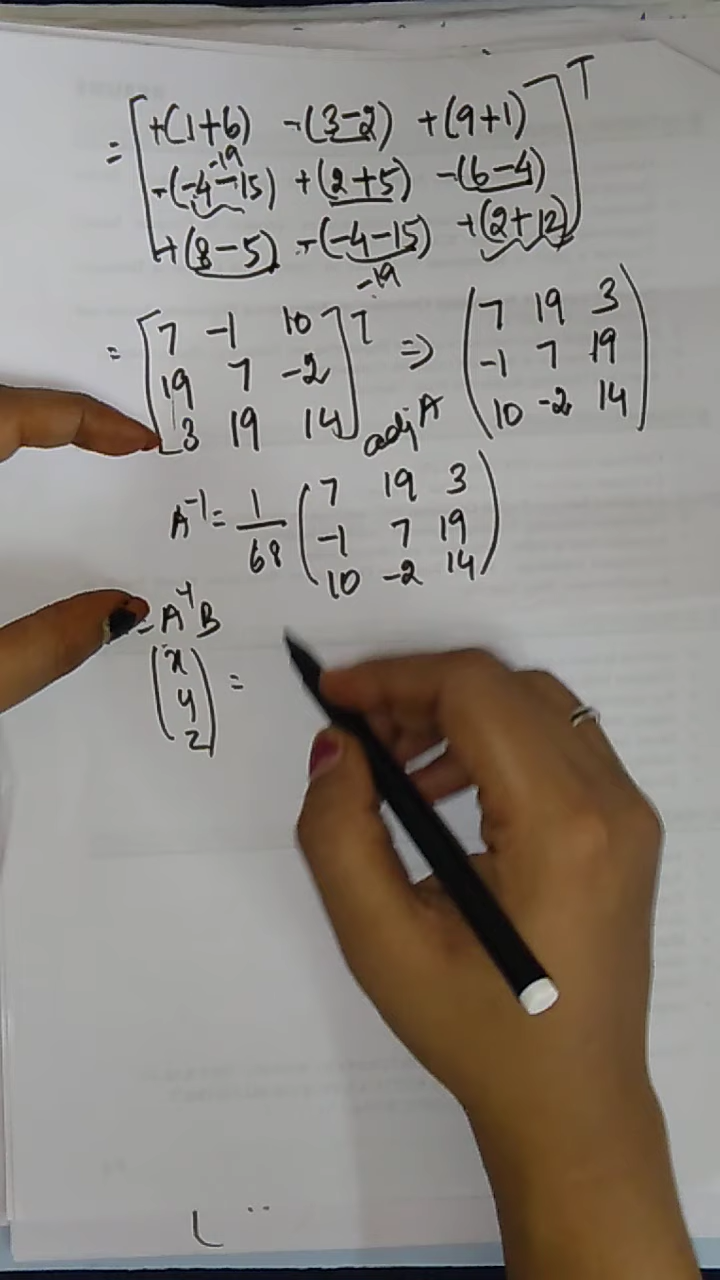 = [+(1+6) -(3-2) +(9+1)]ᵀ
-(-4-15) -19 +(2+5) -(6-4)
+(8-5) -(-4-15) -19 +(2+12)
= [7 -1 10]ᵀ => (7 19 3)
19 7 -2 -1 7 19
3 19 14 adj A 10 -2 14
A⁻¹ = 1/68 (7 19 3)
-1 7 19
10 -2 14
= A⁻¹B
(x
y
z) =